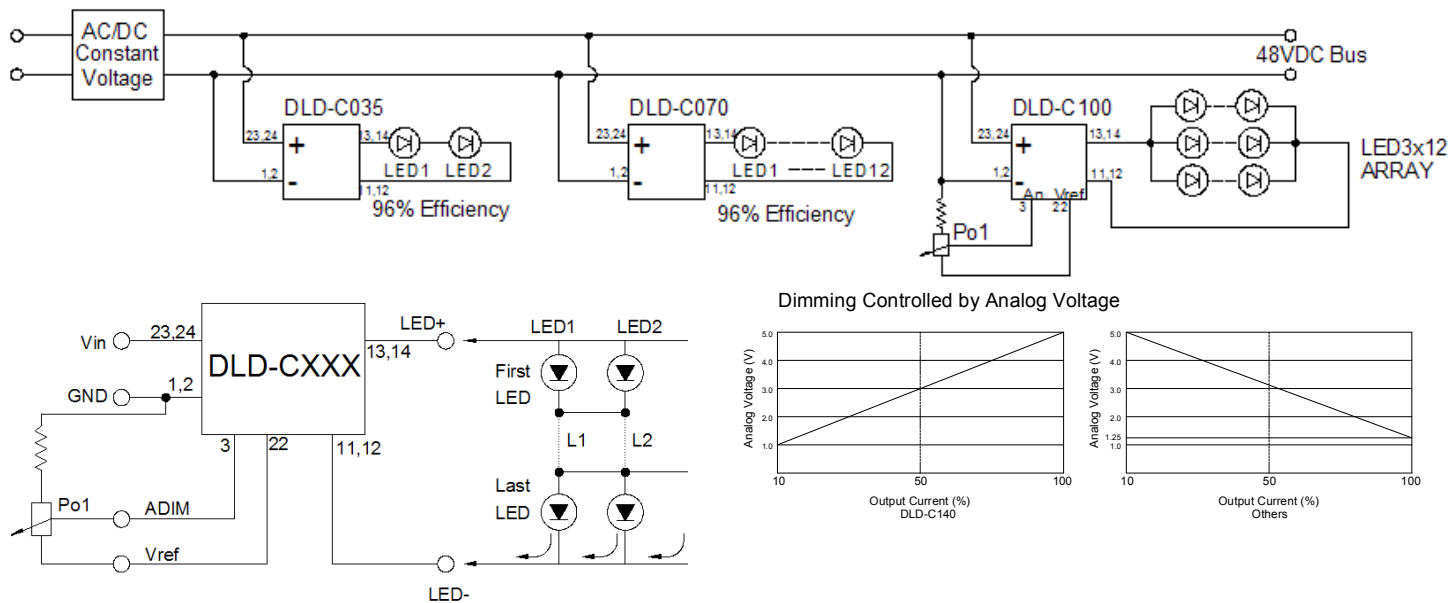 AC/DC
Constant
Voltage
48VDC Bus
DLD-C035
23,24
+
13,14
1,2
-
LED1 LED2
11,12
96% Efficiency
DLD-C070
23,24
+
13,14
1,2
-
LED1 LED12
11,12
96% Efficiency
DLD-C100
23,24
+
13,14
1,2
-
11,12
An Vref
3 22
Po1
LED3x12
ARRAY
Vin
23,24
DLD-CXXX
LED+
13,14
GND
1,2
3
22
11,12
Po1
ADIM
Vref
LED-
LED1
LED2
First
LED
L1
L2
Last
LED
Dimming Controlled by Analog Voltage
Analog Voltage (V)
5.0
4.0
3.0
2.0
1.0
10
50
100
Output Current (%)
DLD-C140
Analog Voltage (V)
5.0
4.0
3.0
2.0
1.25
1.0
10
50
100
Output Current (%)
Others